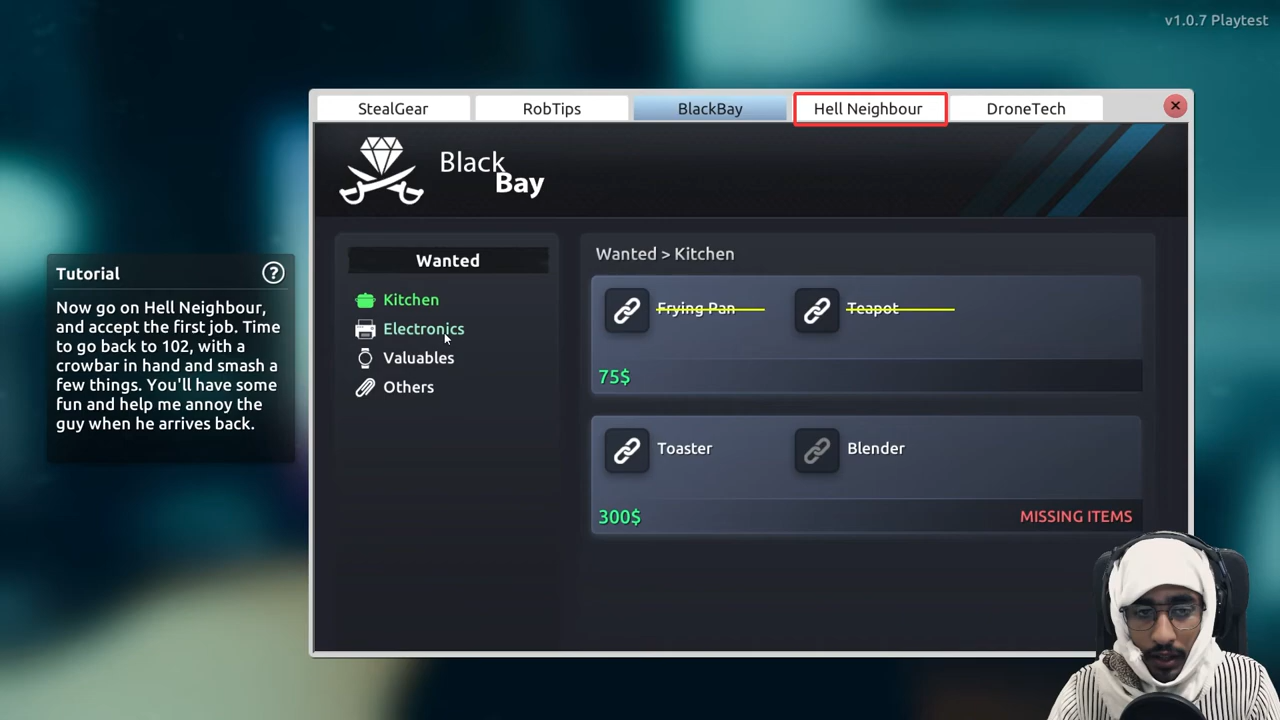 v1.0.7 Playtest
StealGear
RobTips
BlackBay
Hell Neighbour
DroneTech
Black
Bay
Tutorial
?
Now go on Hell Neighbour,
and accept the first job. Time
to go back to 102, with a
crowbar in hand and smash a
few things. You'll have some
fun and help me annoy the
guy when he arrives back.
Wanted
Kitchen
Electronics
Valuables
Others
Wanted > Kitchen
Frying Pan
Teapot
75$
Toaster
Blender
300$
MISSING ITEMS